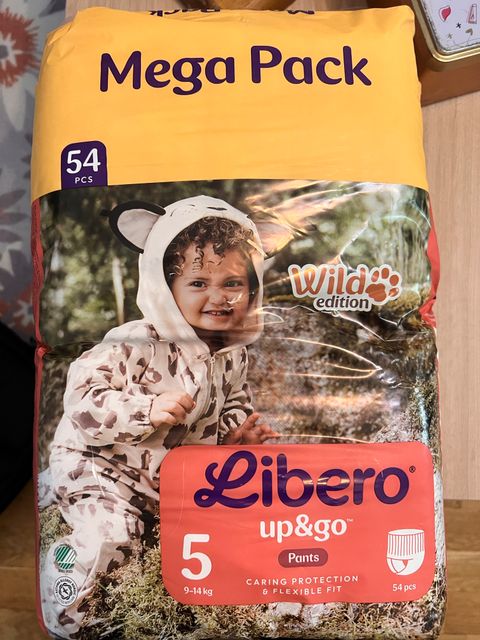 Mega Pack
54
PCS
Wild
edition
Libero®
up&go™
Pants
5
9-14 kg
CARING PROTECTION
& FLEXIBLE FIT
54 pcs